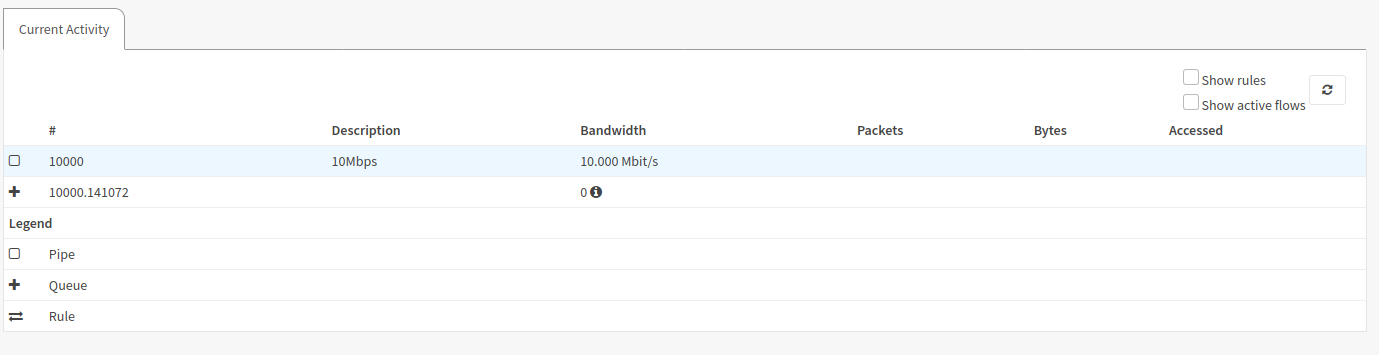 Current Activity
Show rules
Show active flows
# Description Bandwidth Packets Bytes Accessed
10000 10Mbps 10.000 Mbit/s
10000.141072 0
Legend
Pipe
Queue
Rule